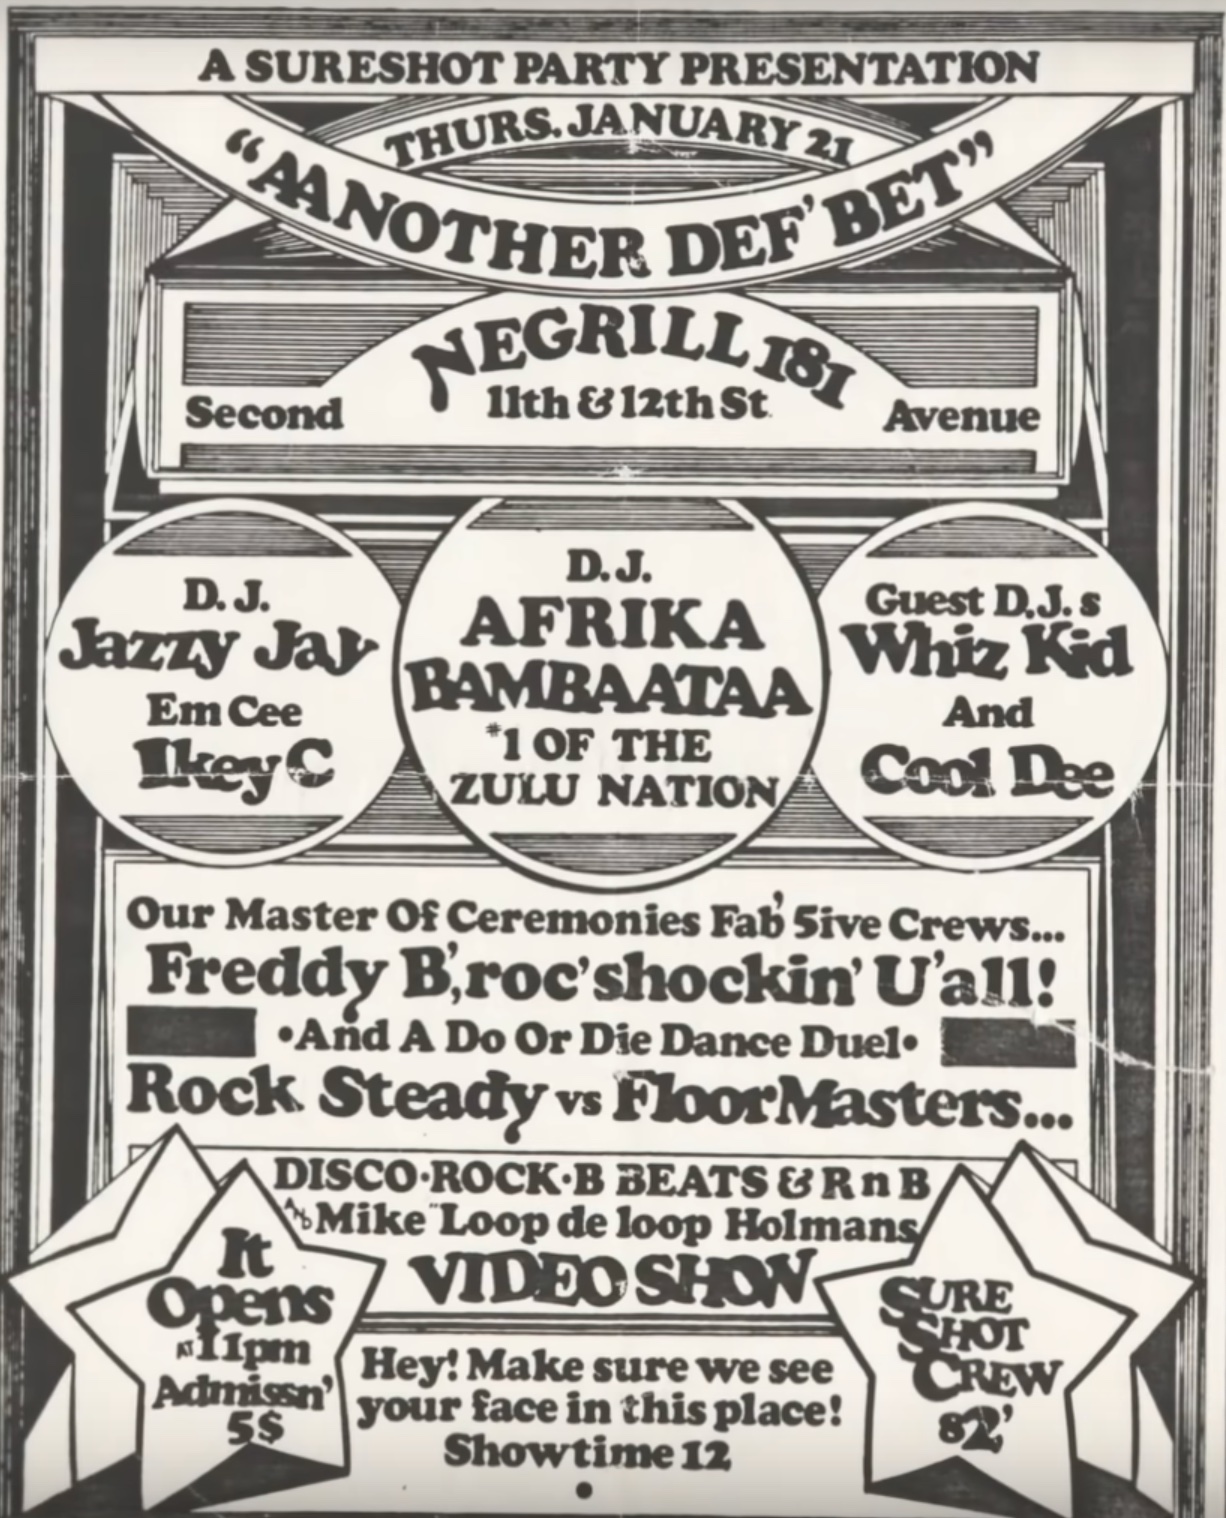 A SURESHOT PARTY PRESENTATION
THURS. JANUARY 21
“AANOTHER DEF' BET”
NEGRILL 181
11th & 12th St.
Second Avenue
D.J.
Jazzy Jay
Em Cee
Ikey C
D.J.
AFRIKA
BAMBAATAA
#1 OF THE
ZULU NATION
Guest D.J.s
Whiz Kid
And
Cool Dee
Our Master Of Ceremonies Fab' 5ive Crews...
Freddy B', roc' shockin' U'all!
•And A Do Or Die Dance Duel•
Rock Steady vs FloorMasters...
DISCO•ROCK•B BEATS & R n B
AND Mike "Loop de loop Holmans
VIDEO SHOW
It
Opens
AT 11pm
Admissn'
5$
Hey! Make sure we see
your face in this place!
Showtime 12
SURE
SHOT
CREW
82'